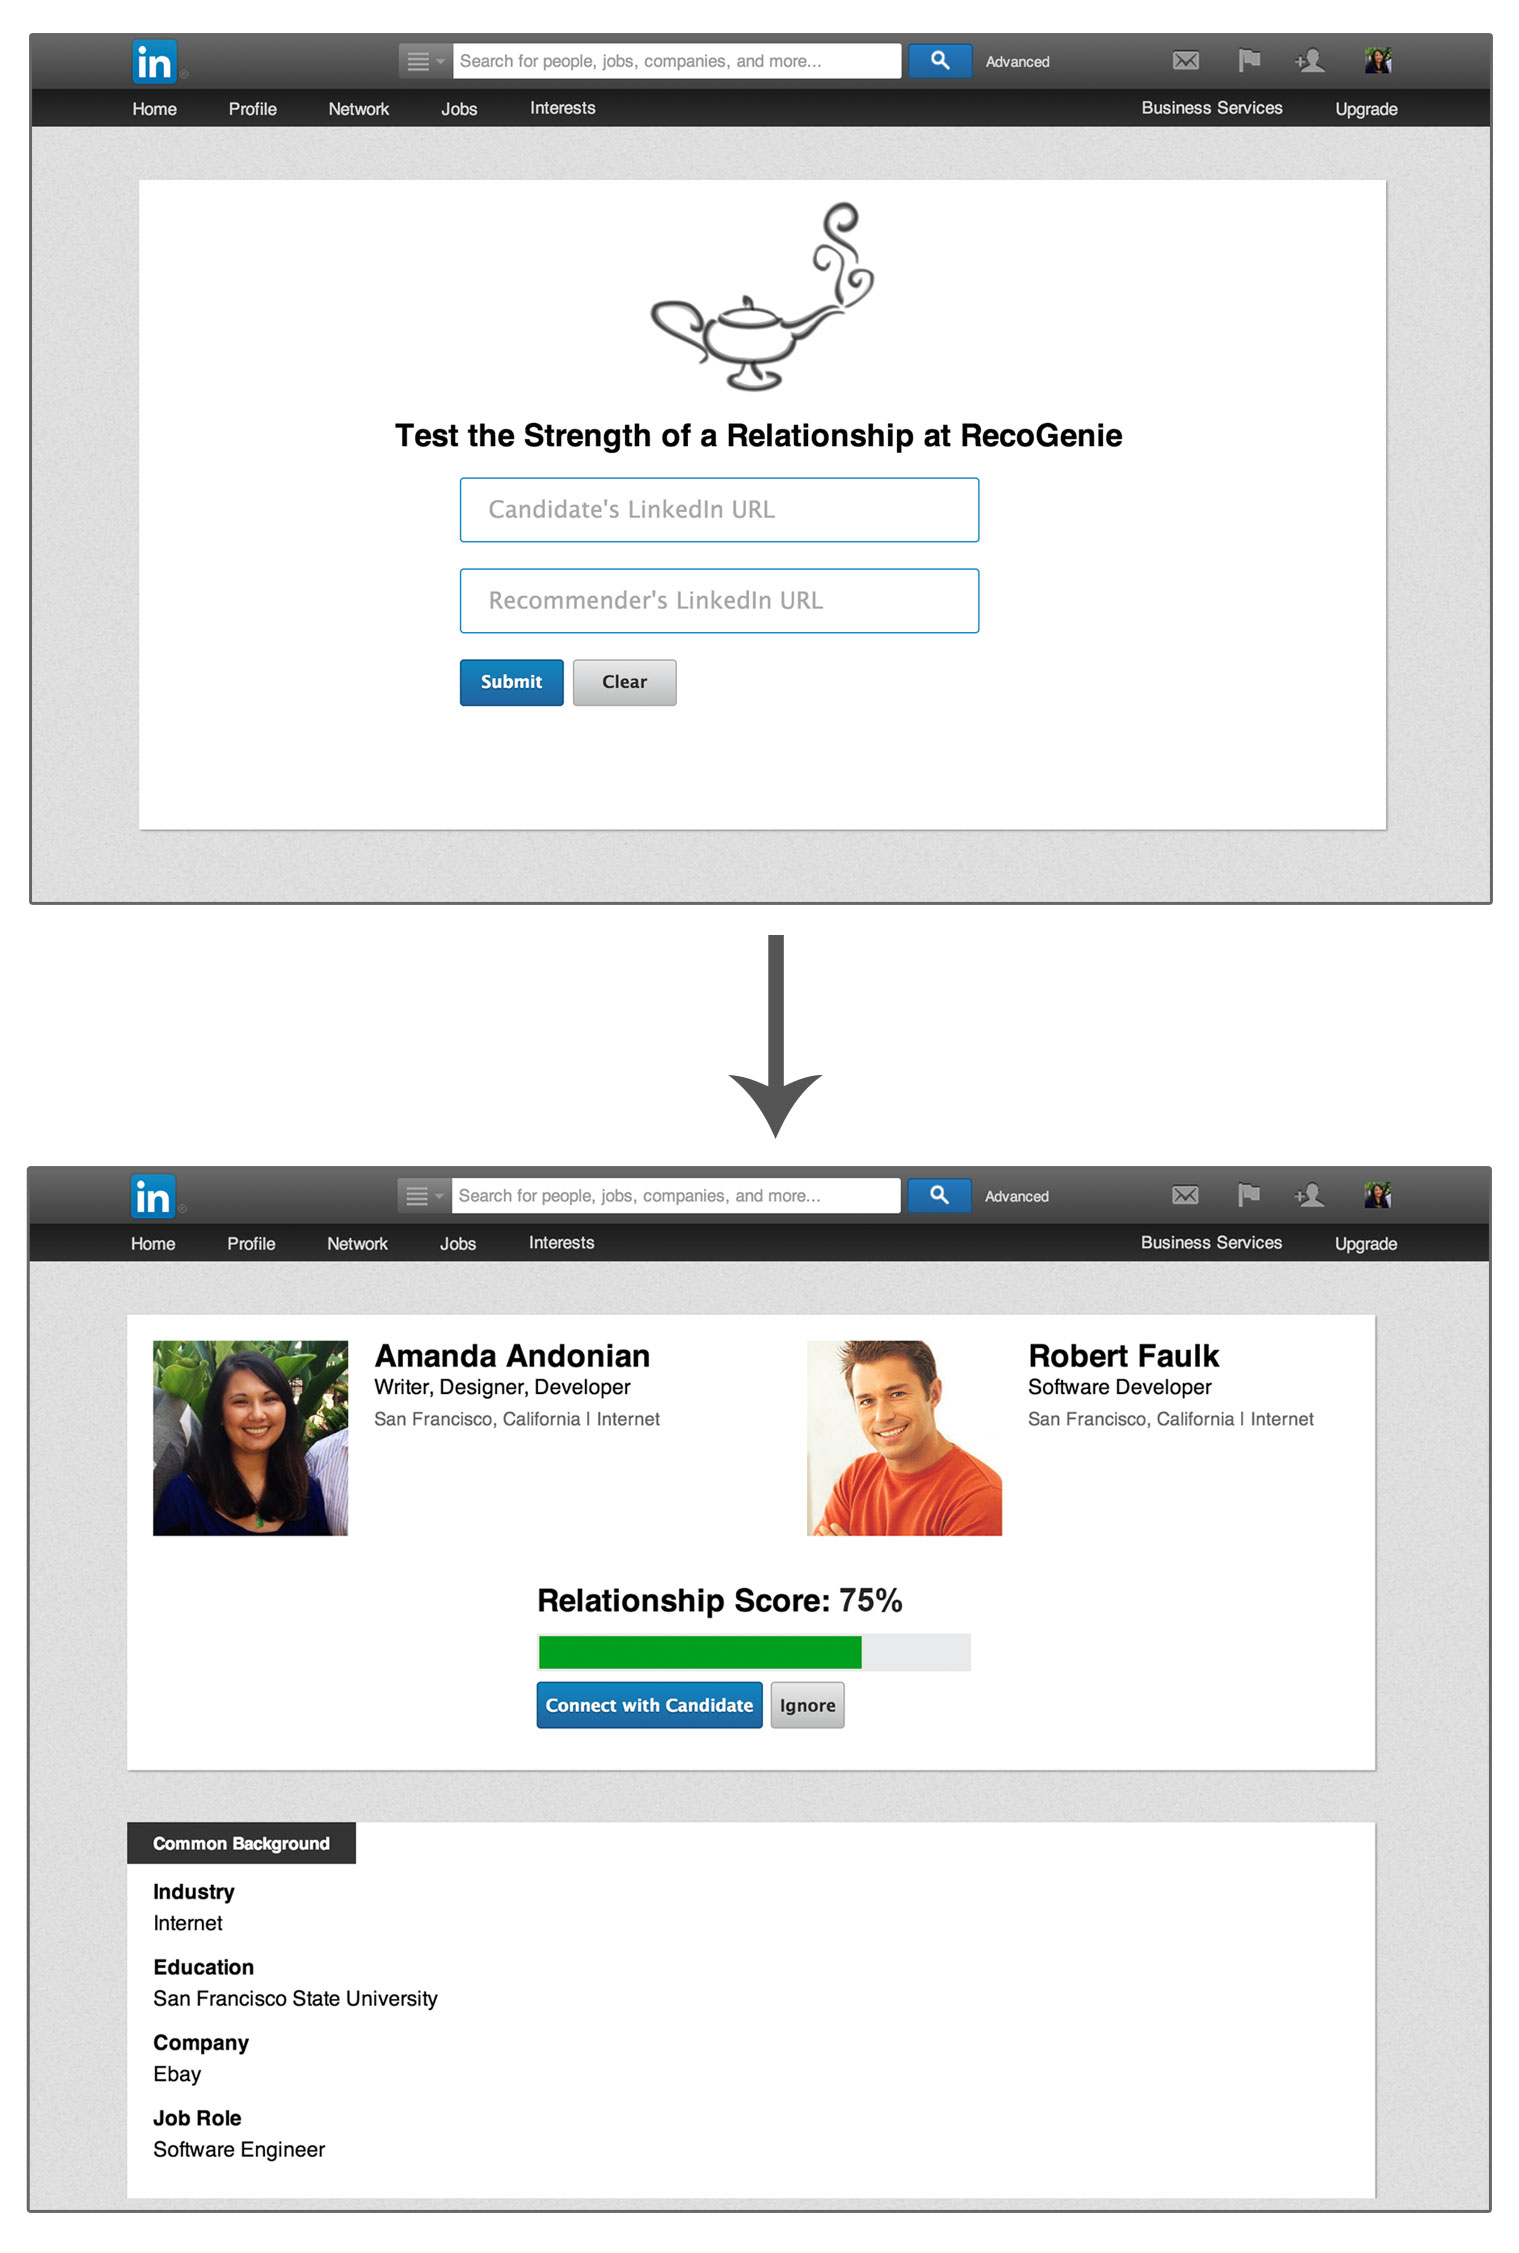 in
Search for people, jobs, companies, and more...
Advanced
Home Profile Network Jobs Interests Business Services Upgrade
Test the Strength of a Relationship at RecoGenie
Candidate's LinkedIn URL
Recommender's LinkedIn URL
Submit Clear
in
Search for people, jobs, companies, and more...
Advanced
Home Profile Network Jobs Interests Business Services Upgrade
Amanda Andonian
Writer, Designer, Developer
San Francisco, California | Internet
Robert Faulk
Software Developer
San Francisco, California | Internet
Relationship Score: 75%
Connect with Candidate Ignore
Common Background
Industry
Internet
Education
San Francisco State University
Company
Ebay
Job Role
Software Engineer